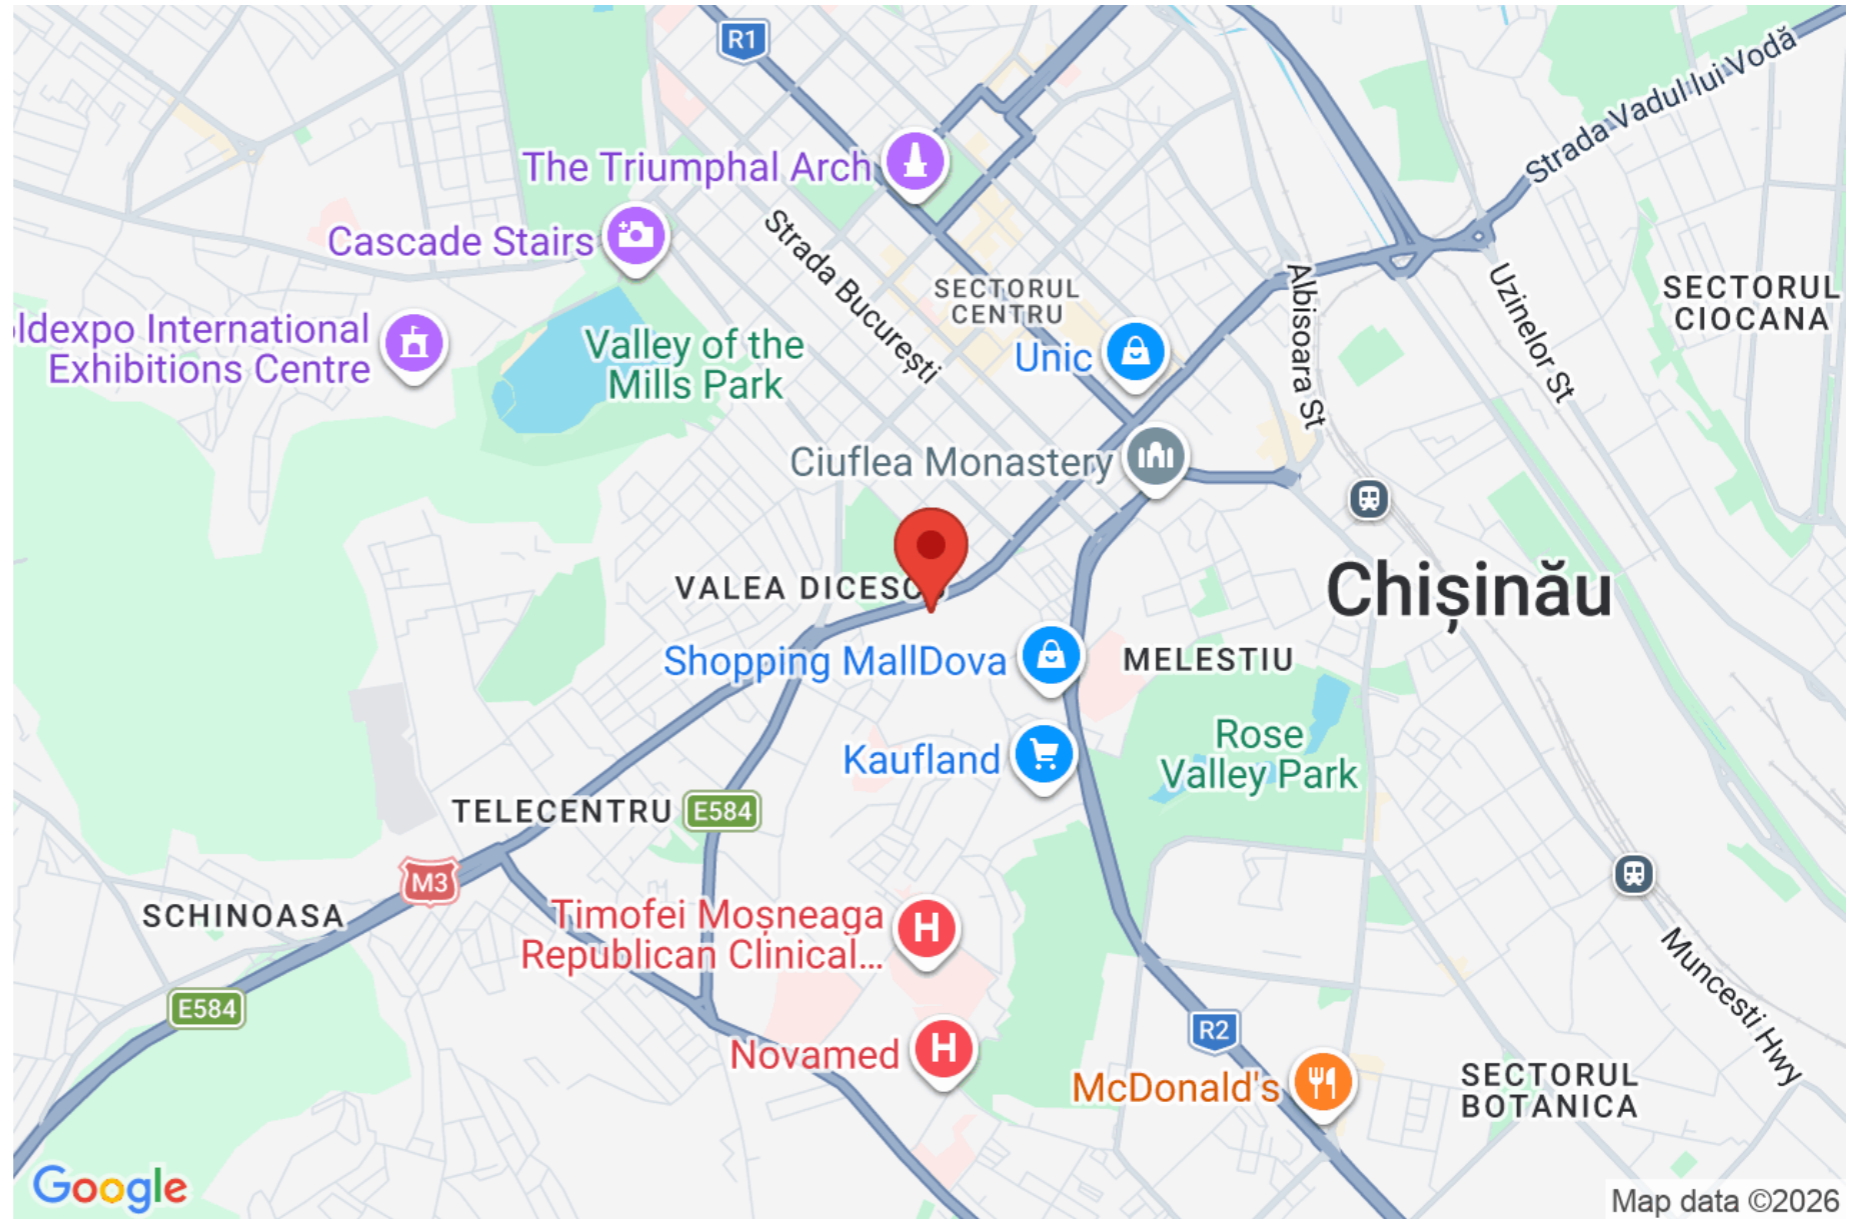 R1
Strada Vadul lui Vodă
The Triumphal Arch
Cascade Stairs
Strada București
SECTORUL
CENTRU
Albisoara St
Uzinelor St
SECTORUL
CIOCANA
ldexpo International
Exhibitions Centre
Valley of the
Mills Park
Unic
Ciuflea Monastery
Chișinău
VALEA DICESCU
Shopping MallDova
MELESTIU
Rose
Valley Park
Kaufland
TELECENTRU
E584
M3
SCHINOASA
Timofei Moșneaga
Republican Clinical...
H
E584
Muncesti Hwy
R2
Novamed
H
McDonald's
SECTORUL
BOTANICA
Google
Map data ©2026